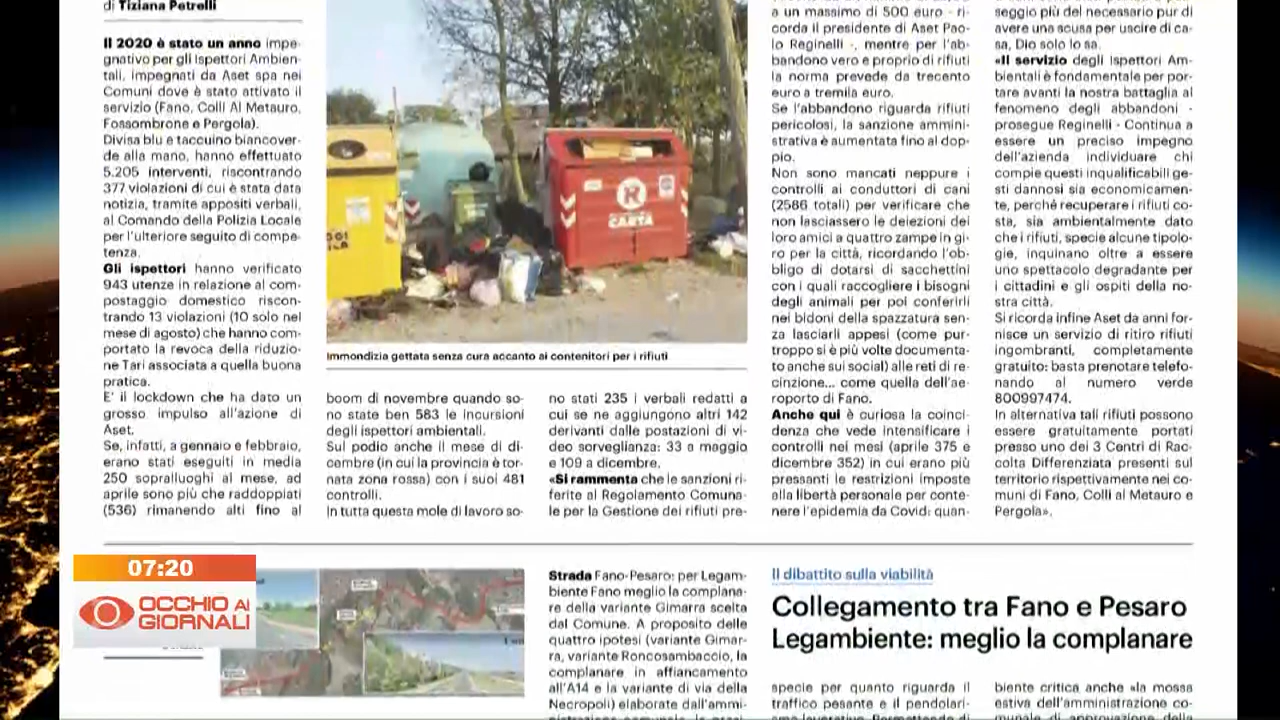 di Tiziana Petrelli
Il 2020 è stato un anno impe-
gnativo per gli Ispettori Ambien-
tali, impegnati da Aset spa nei
Comuni dove è stato attivato il
servizio (Fano, Colli Al Metauro,
Fossombrone e Pergola).
Divisa blu e taccuino biancover-
de alla mano, hanno effettuato
5.205 interventi, riscontrando
377 violazioni di cui è stata data
notizia, tramite appositi verbali,
al Comando della Polizia Locale
per l'ulteriore seguito di compe-
tenza.
Gli ispettori hanno verificato
943 utenze in relazione al com-
postaggio domestico riscon-
trando 13 violazioni (10 solo nel
mese di agosto) che hanno com-
portato la revoca della riduzio-
ne Tari associata a quella buona
pratica.
E' il lockdown che ha dato un
grosso impulso all'azione di
Aset.
Se, infatti, a gennaio e febbraio,
erano stati eseguiti in media
250 sopralluoghi al mese, ad
aprile sono più che raddoppiati
(536) rimanendo alti fino al
CARTA
Immondizia gettata senza cura accanto ai contenitori per i rifiuti
boom di novembre quando so-
no state ben 583 le incursioni
degli ispettori ambientali.
Sul podio anche il mese di di-
cembre (in cui la provincia è tor-
nata zona rossa) con i suoi 481
controlli.
In tutta questa mole di lavoro so-
no stati 235 i verbali redatti a
cui se ne aggiungono altri 142
derivanti dalle postazioni di vi-
deo sorveglianza: 33 a maggio
e 109 a dicembre.
«Si rammenta che le sanzioni ri-
ferite al Regolamento Comuna-
le per la Gestione dei rifiuti pre-
a un massimo di 500 euro - ri-
corda il presidente di Aset Pao-
lo Reginelli -, mentre per l'ab-
bandono vero e proprio di rifiuti
la norma prevede da trecento
euro a tremila euro.
Se l'abbandono riguarda rifiuti
pericolosi, la sanzione ammini-
strativa è aumentata fino al dop-
pio.
Non sono mancati neppure i
controlli ai conduttori di cani
(2586 totali) per verificare che
non lasciassero le deiezioni dei
loro amici a quattro zampe in gi-
ro per la città, ricordando l'ob-
bligo di dotarsi di sacchettini
con i quali raccogliere i bisogni
degli animali per poi conferirli
nei bidoni della spazzatura sen-
za lasciarli appesi (come pur-
troppo si è più volte documenta-
to anche sui social) alle reti di re-
cinzione... come quella dell'ae-
roporto di Fano.
Anche qui è curiosa la coinci-
denza che vede intensificare i
controlli nei mesi (aprile 375 e
dicembre 352) in cui erano più
pressanti le restrizioni imposte
alla libertà personale per conte-
nere l'epidemia da Covid: quan-
seggio più del necessario pur di
avere una scusa per uscire di ca-
sa, Dio solo lo sa.
«Il servizio degli Ispettori Am-
bientali è fondamentale per por-
tare avanti la nostra battaglia al
fenomeno degli abbandoni -
prosegue Reginelli - Continua a
essere un preciso impegno
dell'azienda individuare chi
compie questi inqualificabili ge-
sti dannosi sia economicamen-
te, perché recuperare i rifiuti co-
sta, sia ambientalmente dato
che i rifiuti, specie alcune tipolo-
gie, inquinano oltre a essere
uno spettacolo degradante per
i cittadini e gli ospiti della no-
stra città.
Si ricorda infine Aset da anni for-
nisce un servizio di ritiro rifiuti
ingombranti, completamente
gratuito: basta prenotare telefo-
nando al numero verde
800997474.
In alternativa tali rifiuti possono
essere gratuitamente portati
presso uno dei 3 Centri di Rac-
colta Differenziata presenti sul
territorio rispettivamente nei co-
muni di Fano, Colli al Metauro e
Pergola».
07:20
OCCHIO AI
GIORNALI
Strada Fano-Pesaro: per Legam-
biente Fano meglio la complana-
re della variante Gimarra scelta
dal Comune. A proposito delle
quattro ipotesi (variante Gimar-
ra, variante Roncosambaccio, la
complanare in affiancamento
all'A14 e la variante di via della
Necropoli) elaborate dall'ammi-
Il dibattito sulla viabilità
Collegamento tra Fano e Pesaro
Legambiente: meglio la complanare
specie per quanto riguarda il
traffico pesante e il pendolari-
biente critica anche «la mossa
estiva dell'amministrazione co-